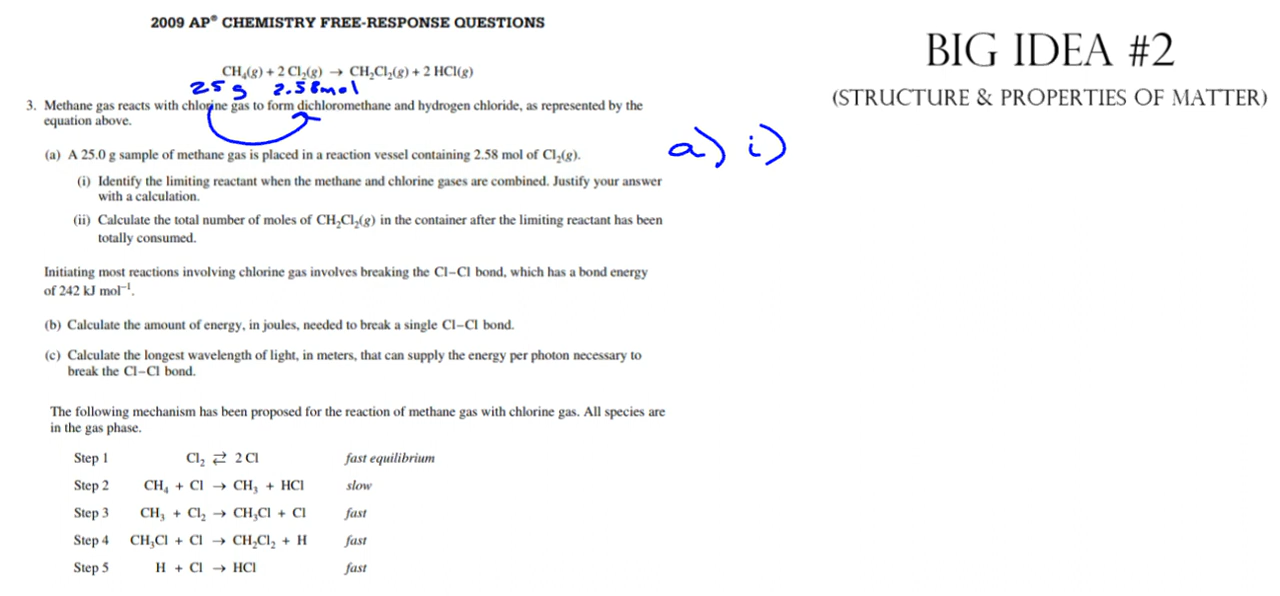 2009 AP® CHEMISTRY FREE-RESPONSE QUESTIONS
BIG IDEA #2
(STRUCTURE & PROPERTIES OF MATTER)
CH₄(g) + 2 Cl₂(g) → CH₂Cl₂(g) + 2 HCl(g)
25 g 2.58mol
3. Methane gas reacts with chlorine gas to form dichloromethane and hydrogen chloride, as represented by the
equation above.
a) i)
(a) A 25.0 g sample of methane gas is placed in a reaction vessel containing 2.58 mol of Cl₂(g).
(i) Identify the limiting reactant when the methane and chlorine gases are combined. Justify your answer
with a calculation.
(ii) Calculate the total number of moles of CH₂Cl₂(g) in the container after the limiting reactant has been
totally consumed.
Initiating most reactions involving chlorine gas involves breaking the Cl–Cl bond, which has a bond energy
of 242 kJ mol⁻¹.
(b) Calculate the amount of energy, in joules, needed to break a single Cl–Cl bond.
(c) Calculate the longest wavelength of light, in meters, that can supply the energy per photon necessary to
break the Cl–Cl bond.
The following mechanism has been proposed for the reaction of methane gas with chlorine gas. All species are
in the gas phase.
Step 1 Cl₂ ⇄ 2 Cl fast equilibrium
Step 2 CH₄ + Cl → CH₃ + HCl slow
Step 3 CH₃ + Cl₂ → CH₃Cl + Cl fast
Step 4 CH₃Cl + Cl → CH₂Cl₂ + H fast
Step 5 H + Cl → HCl fast